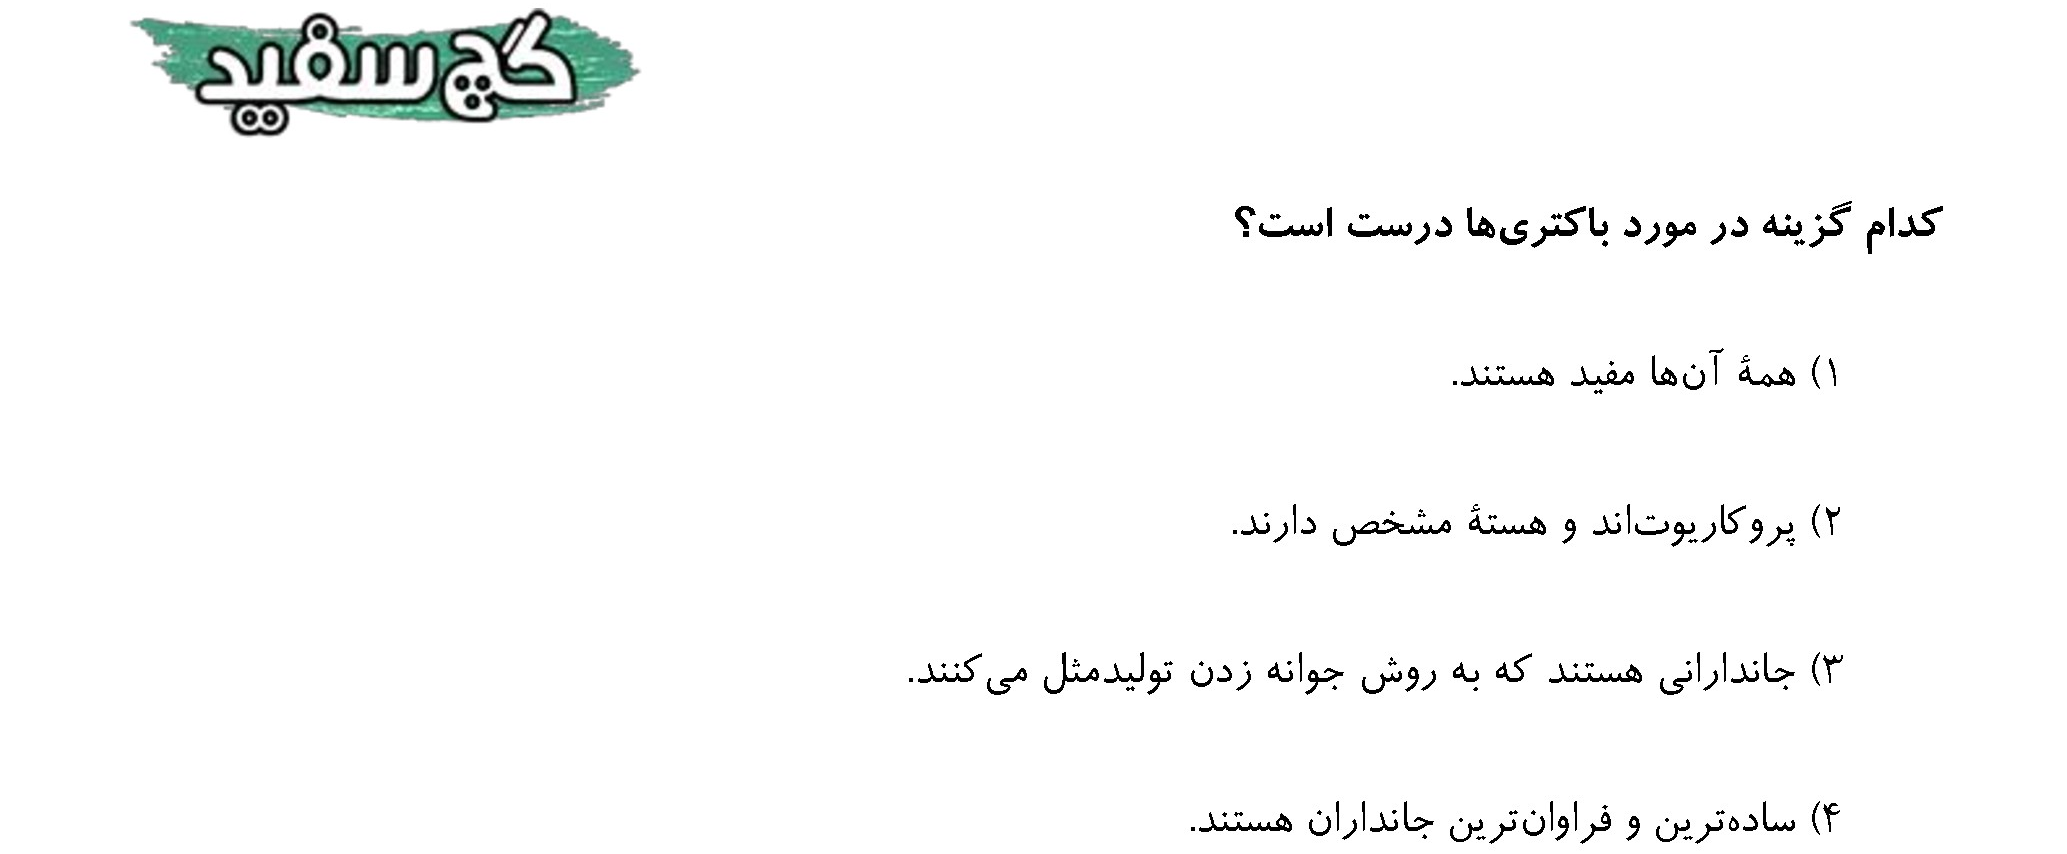 گچ سفید
کدام گزینه در مورد باکتری‌ها درست است؟
۱) همهٔ آن‌ها مفید هستند.
۲) پروکاریوت‌اند و هستهٔ مشخص دارند.
۳) جاندارانی هستند که به روش جوانه زدن تولیدمثل می‌کنند.
۴) ساده‌ترین و فراوان‌ترین جانداران هستند.